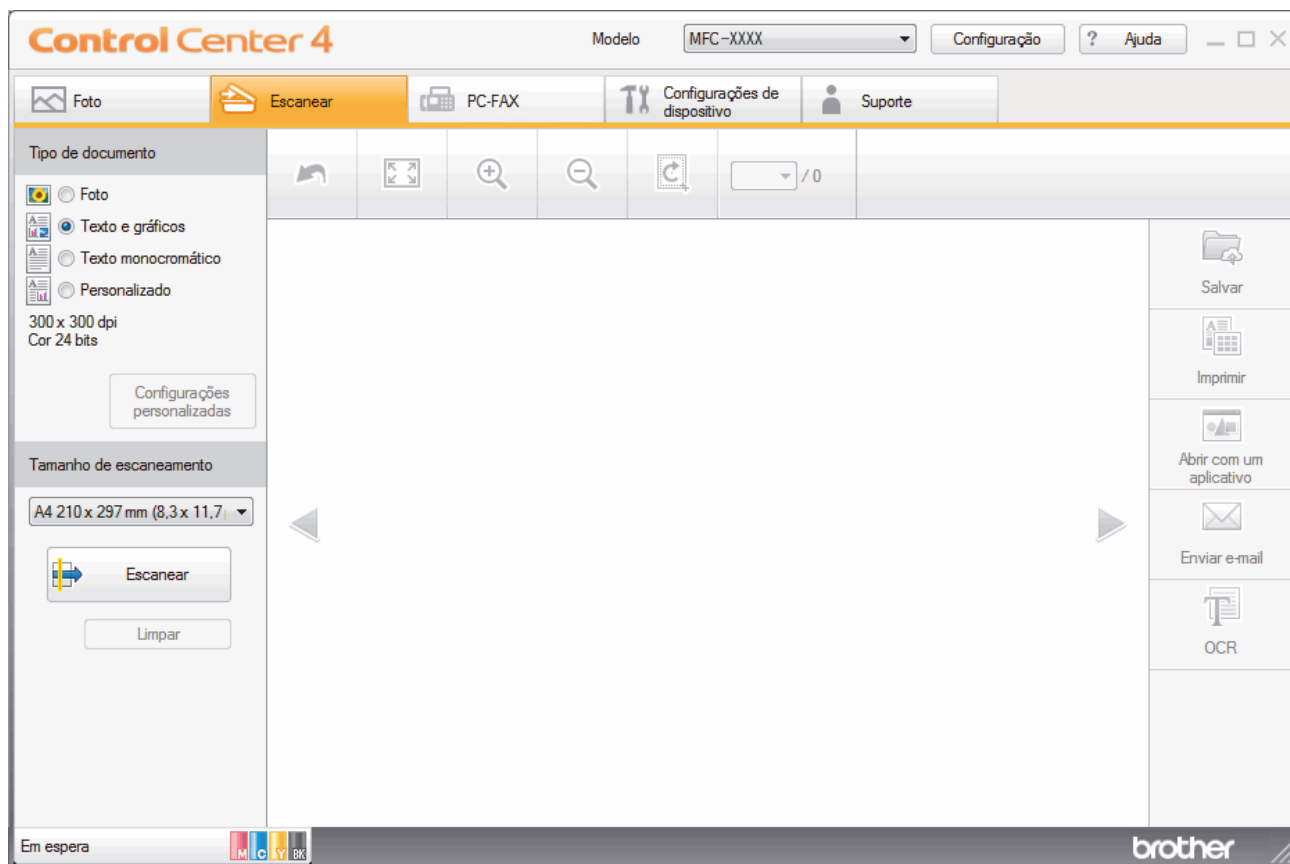 Control Center 4
Modelo
MFC-XXXX
Configuração
? Ajuda
Foto
Escanear
PC-FAX
Configurações de
dispositivo
Suporte
Tipo de documento
/ 0
Foto
Texto e gráficos
Texto monocromático
Personalizado
300 x 300 dpi
Cor 24 bits
Configurações
personalizadas
Tamanho de escaneamento
A4 210 x 297 mm (8,3 x 11,7
Escanear
Limpar
Salvar
Imprimir
Abrir com um
aplicativo
Enviar e-mail
OCR
Em espera
M C Y BK
brother